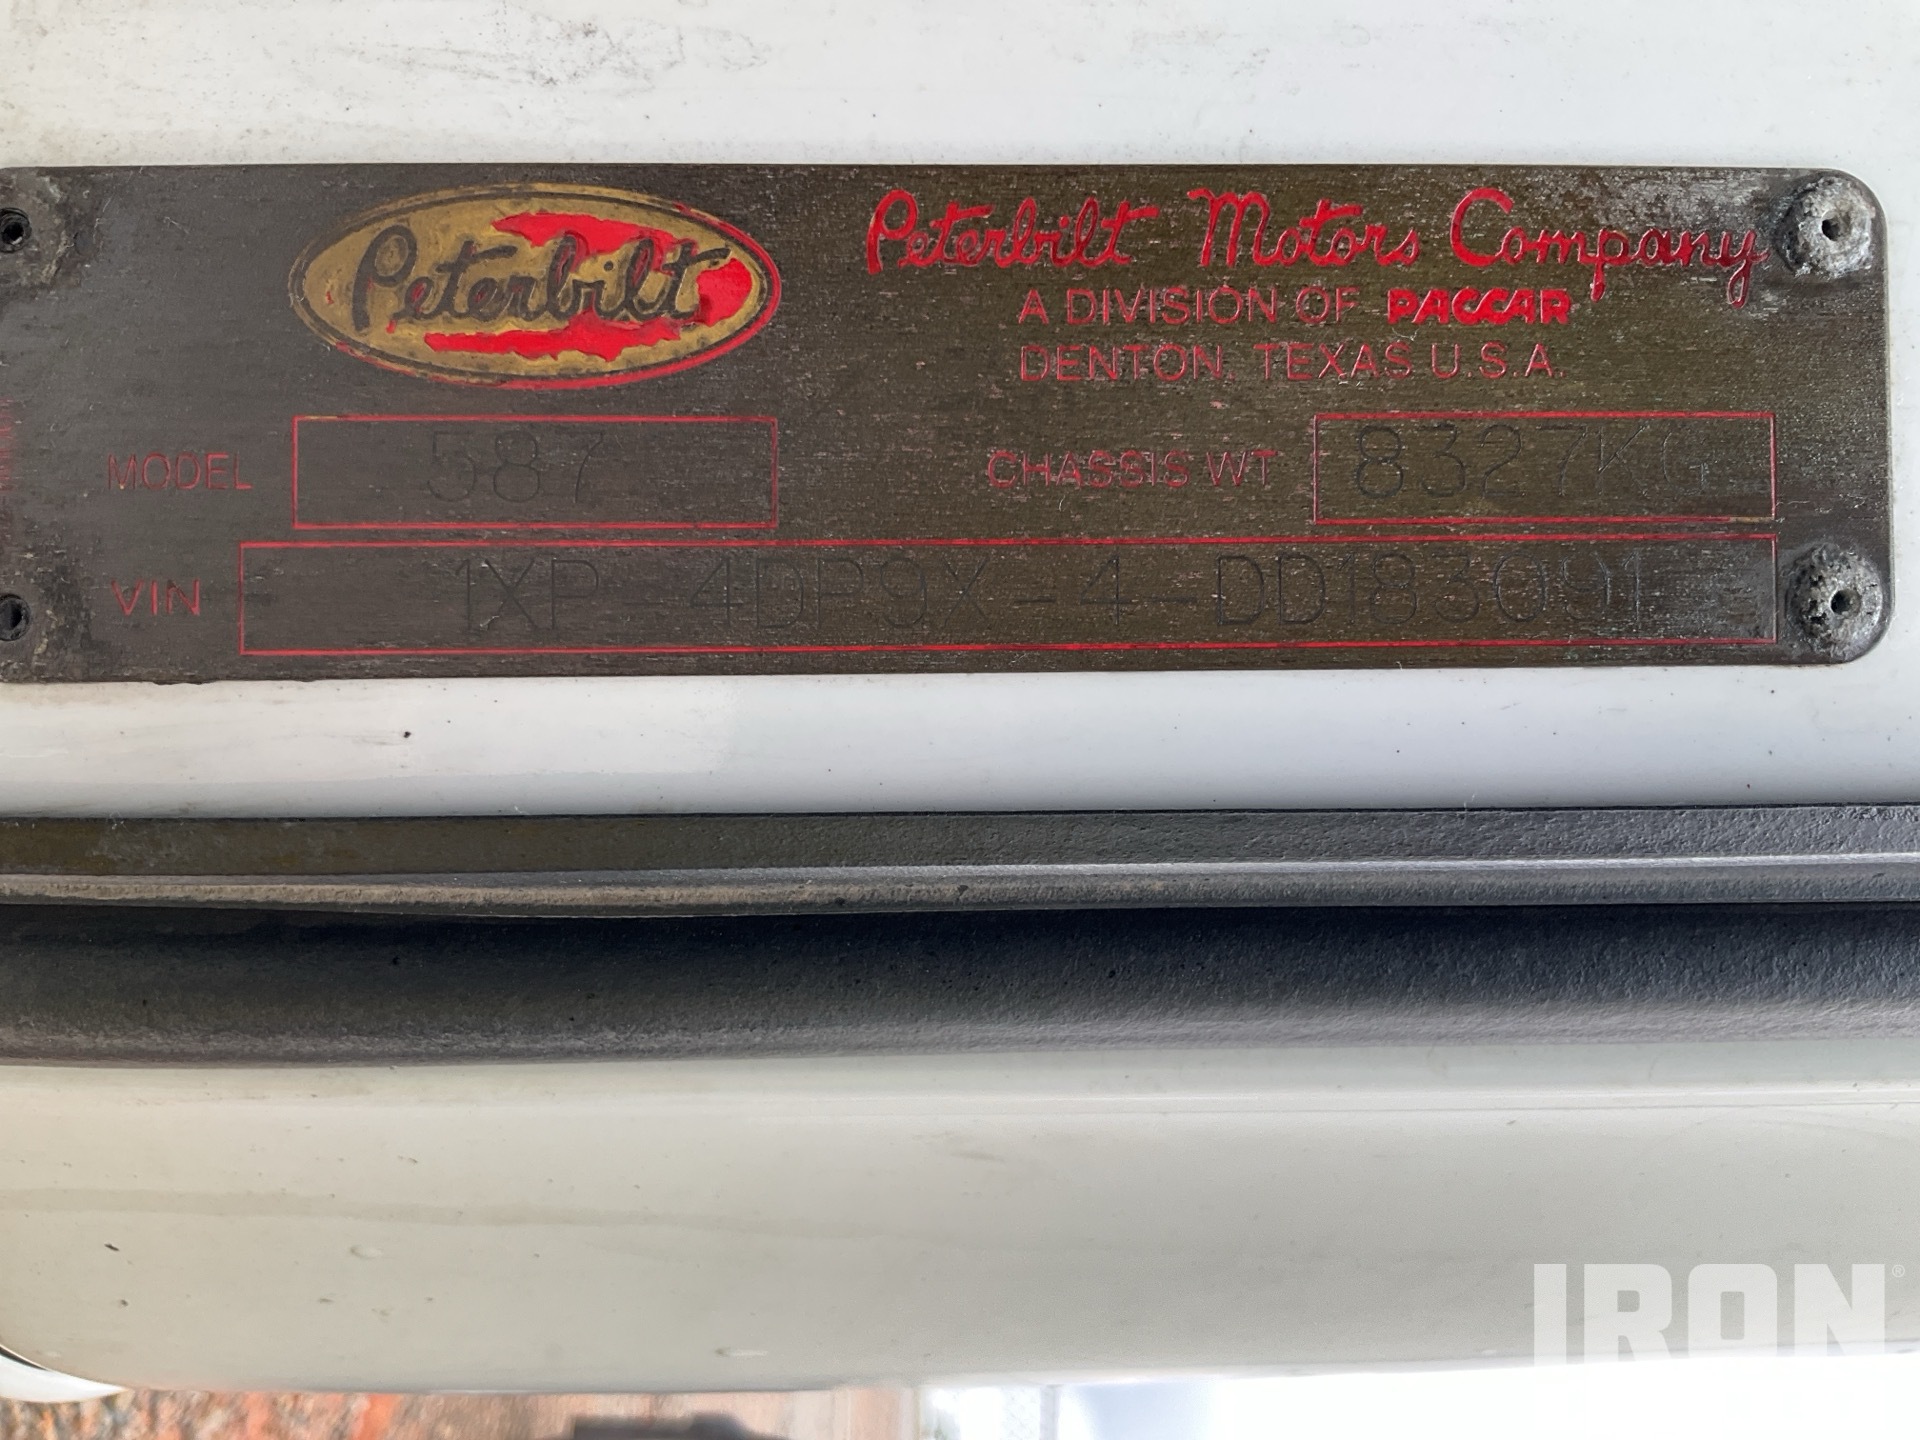 Peterbilt
Peterbilt Motors Company
A DIVISION OF PACCAR
DENTON, TEXAS U.S.A.
MODEL 587 CHASSIS WT 8327KG
VIN 1XP 4DP9X-4-DD183091
IRON®